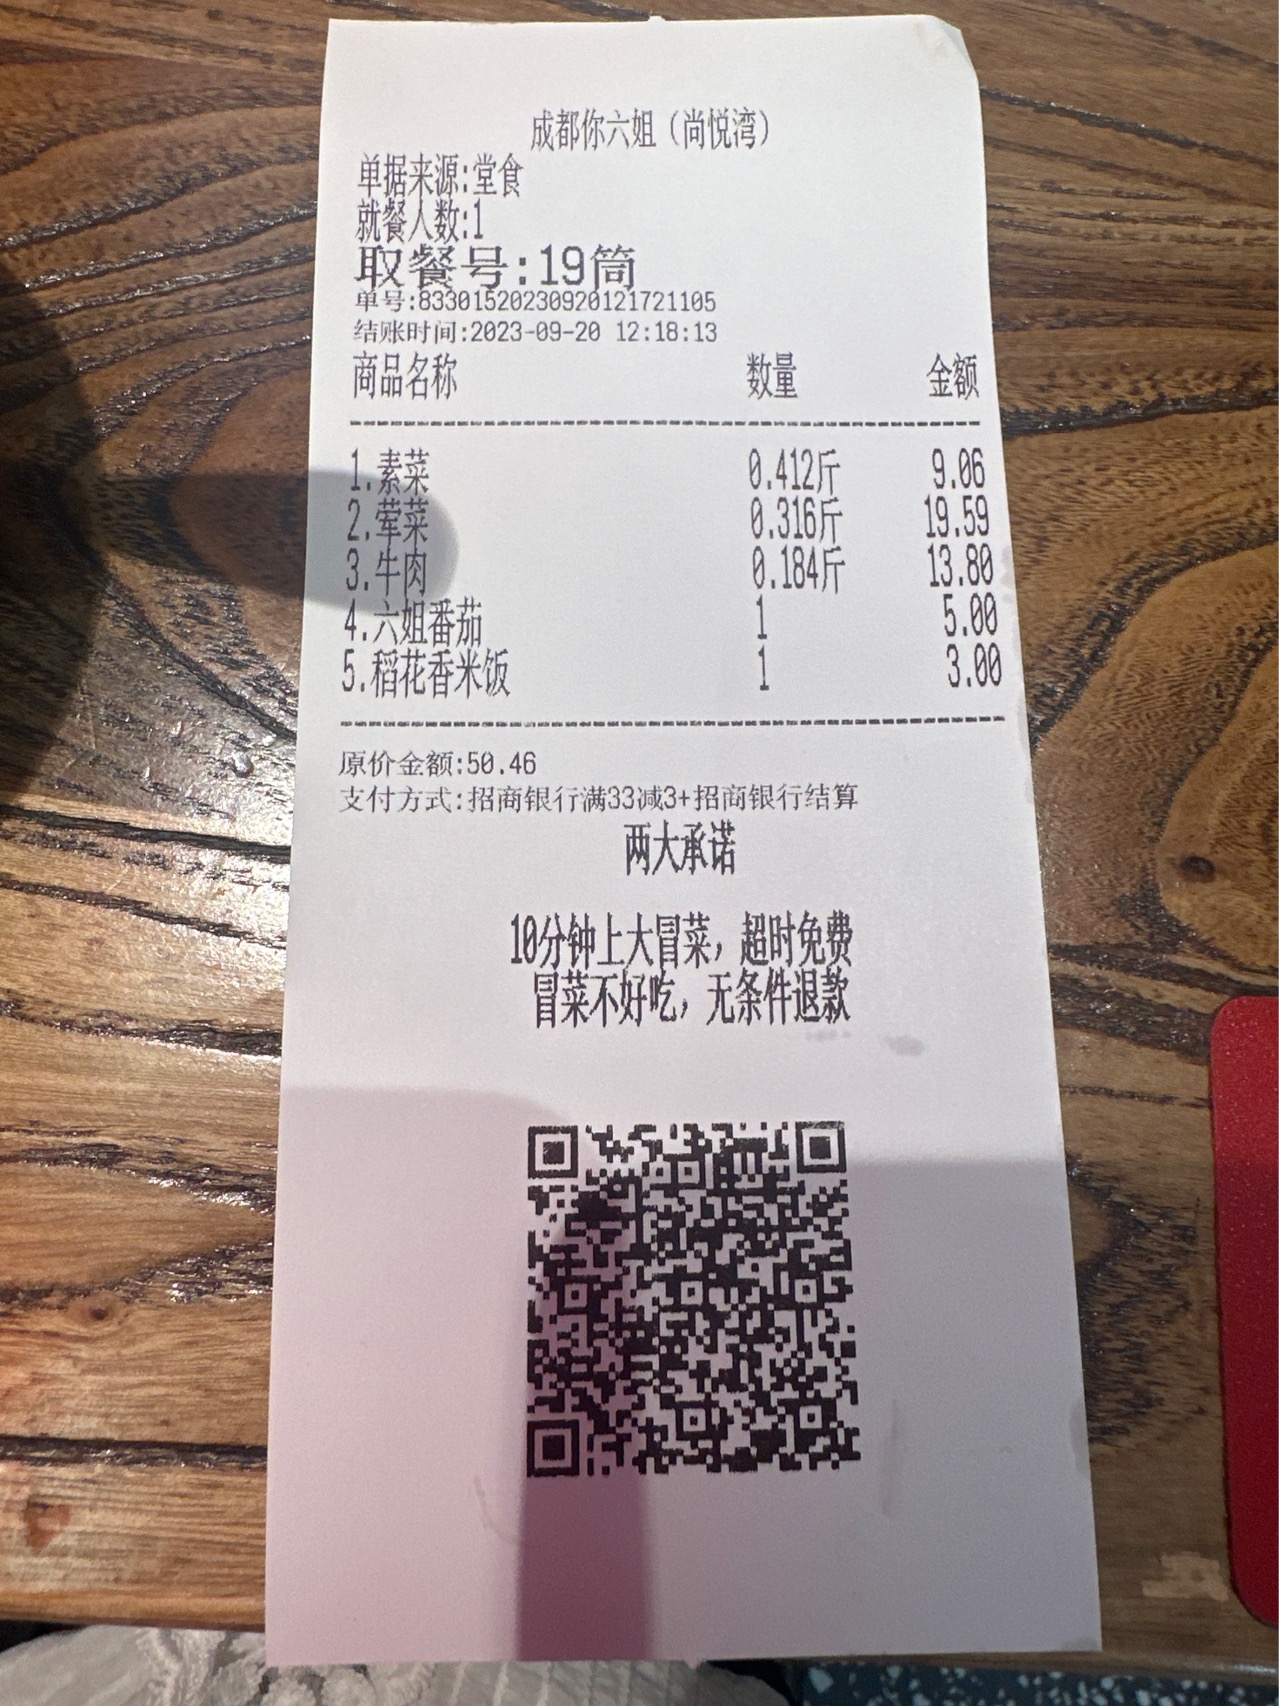 成都你六姐（尚悦湾）
单据来源:堂食
就餐人数:1
取餐号:19筒
单号:83301520230920121721105
结账时间:2023-09-20 12:18:13
商品名称 数量 金额
1.素菜 0.412斤 9.06
2.荤菜 0.316斤 19.59
3.牛肉 0.184斤 13.80
4.六姐番茄 1 5.00
5.稻花香米饭 1 3.00
原价金额:50.46
支付方式:招商银行满33减3+招商银行结算
两大承诺
10分钟上大冒菜，超时免费
冒菜不好吃，无条件退款